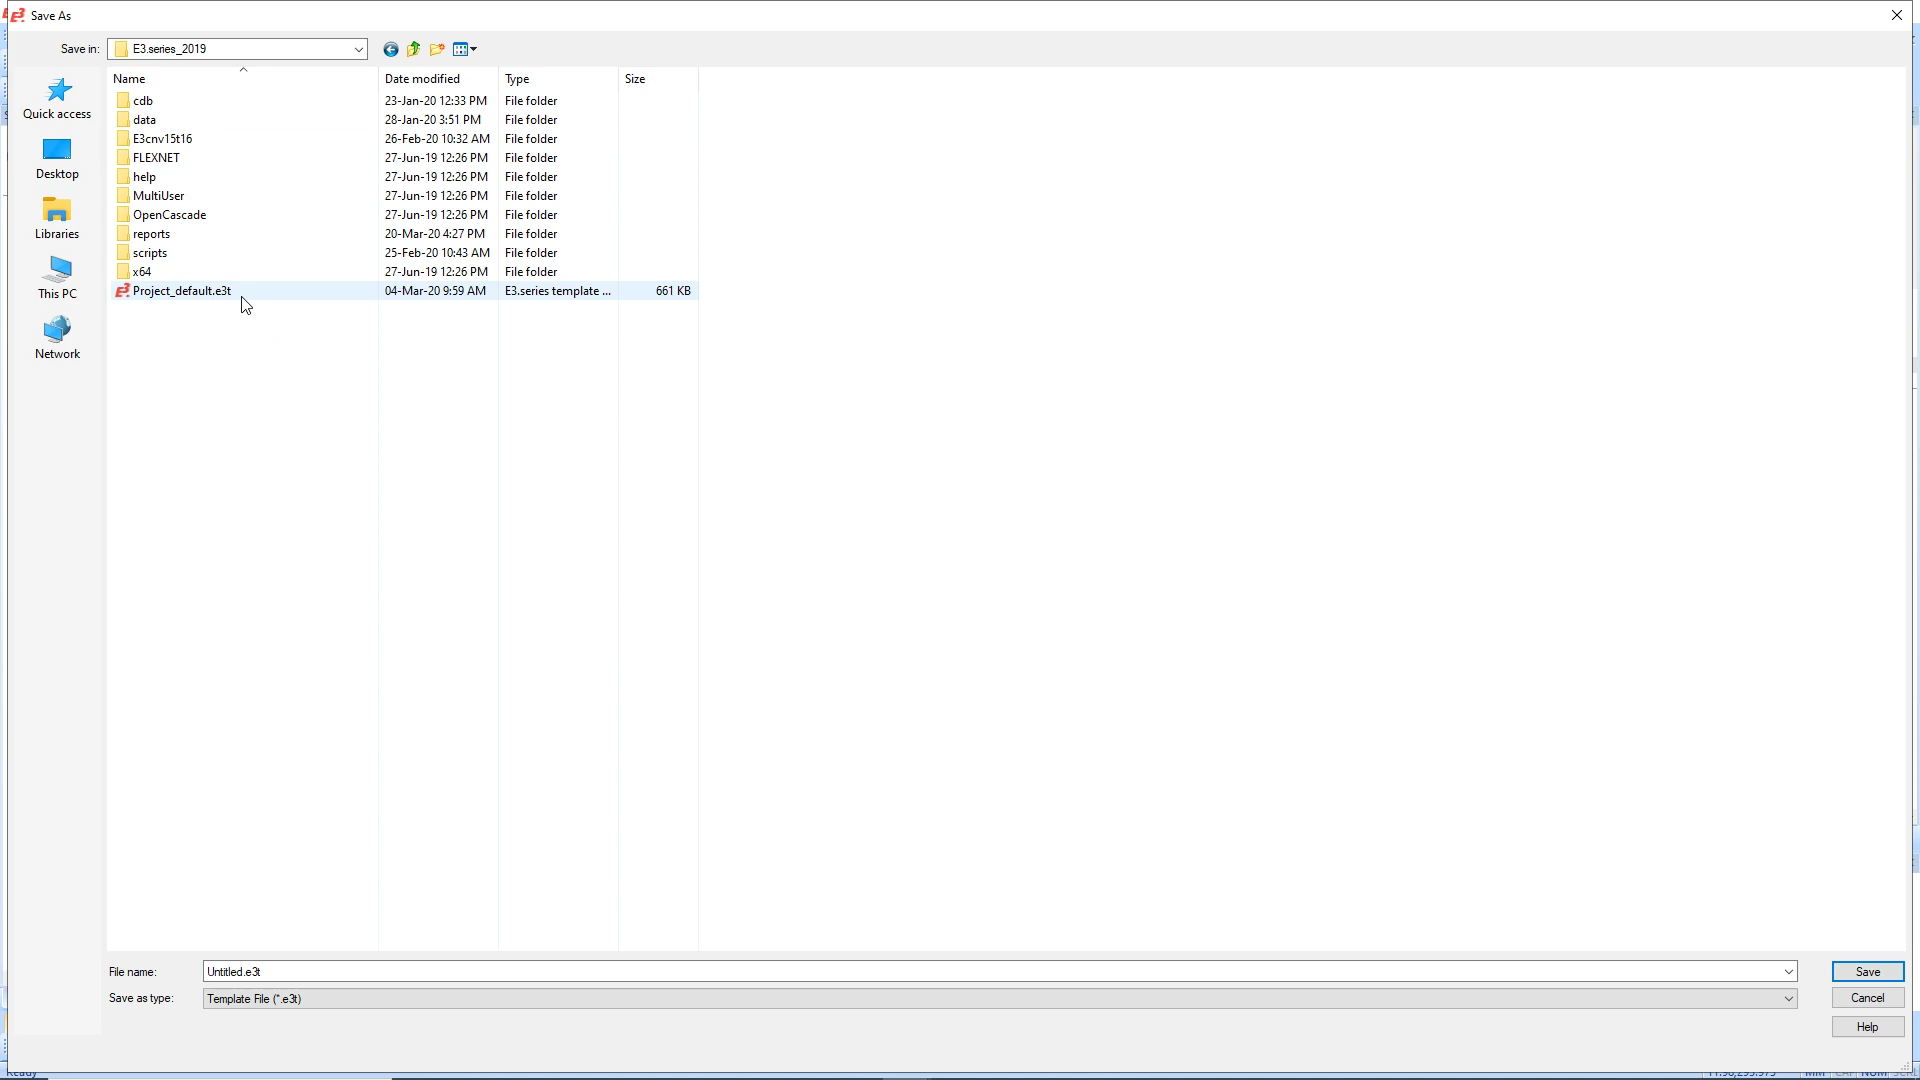 Save As
Save in: E3.series_2019
Name Date modified Type Size
Quick access
Desktop
Libraries
This PC
Network
cdb 23-Jan-20 12:33 PM File folder
data 28-Jan-20 3:51 PM File folder
E3cnv15t16 26-Feb-20 10:32 AM File folder
FLEXNET 27-Jun-19 12:26 PM File folder
help 27-Jun-19 12:26 PM File folder
MultiUser 27-Jun-19 12:26 PM File folder
OpenCascade 27-Jun-19 12:26 PM File folder
reports 20-Mar-20 4:27 PM File folder
scripts 25-Feb-20 10:43 AM File folder
x64 27-Jun-19 12:26 PM File folder
Project_default.e3t 04-Mar-20 9:59 AM E3.series template ... 661 KB
File name: Untitled.e3t Save
Save as type: Template File (*.e3t) Cancel
Help
Ready